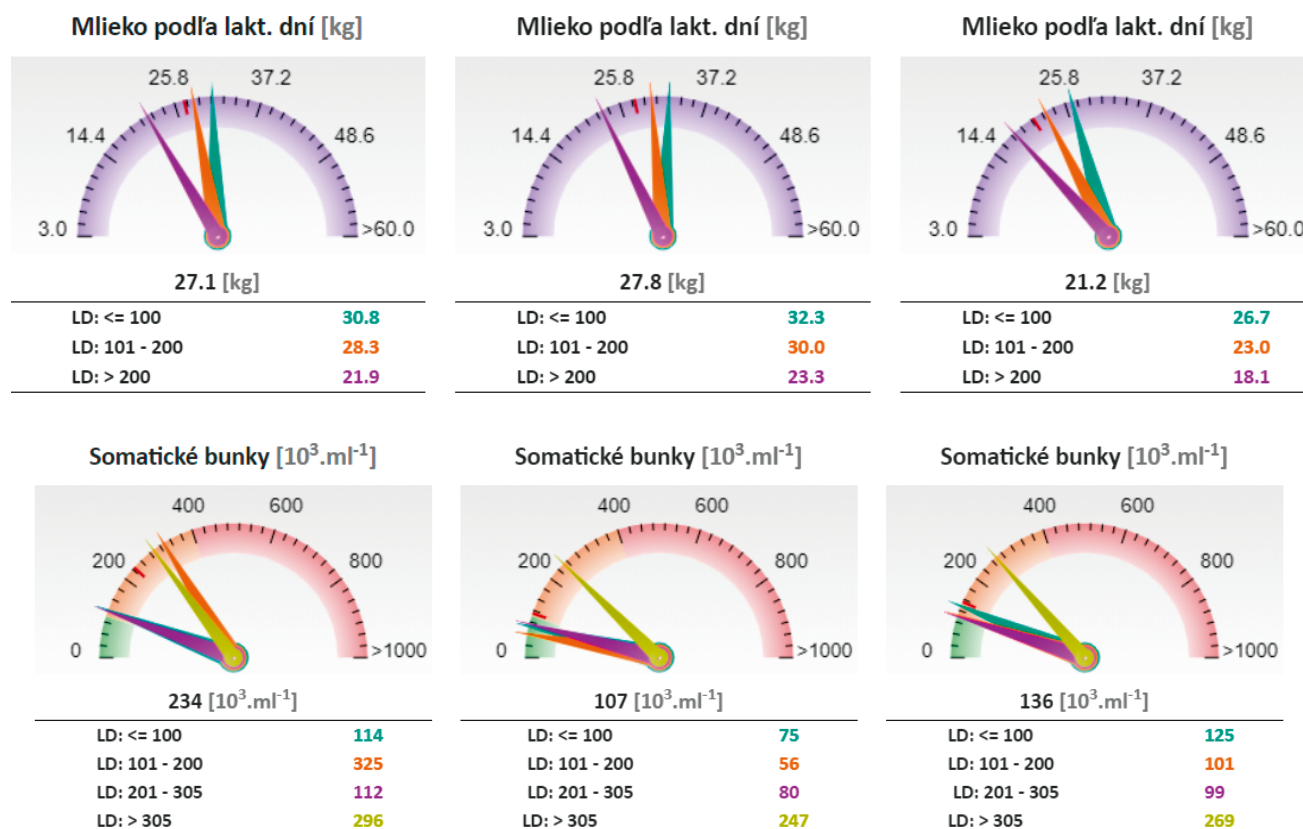 Mlieko podľa lakt. dní [kg]
25.8 37.2
14.4 48.6
3.0 >60.0
27.1 [kg]
LD: <= 100 30.8
LD: 101 - 200 28.3
LD: > 200 21.9
Mlieko podľa lakt. dní [kg]
25.8 37.2
14.4 48.6
3.0 >60.0
27.8 [kg]
LD: <= 100 32.3
LD: 101 - 200 30.0
LD: > 200 23.3
Mlieko podľa lakt. dní [kg]
25.8 37.2
14.4 48.6
3.0 >60.0
21.2 [kg]
LD: <= 100 26.7
LD: 101 - 200 23.0
LD: > 200 18.1
Somatické bunky [10³.ml⁻¹]
400 600
200 800
0 >1000
234 [10³.ml⁻¹]
LD: <= 100 114
LD: 101 - 200 325
LD: 201 - 305 112
LD: > 305 296
Somatické bunky [10³.ml⁻¹]
400 600
200 800
0 >1000
107 [10³.ml⁻¹]
LD: <= 100 75
LD: 101 - 200 56
LD: 201 - 305 80
LD: > 305 247
Somatické bunky [10³.ml⁻¹]
400 600
200 800
0 >1000
136 [10³.ml⁻¹]
LD: <= 100 125
LD: 101 - 200 101
LD: 201 - 305 99
LD: > 305 269